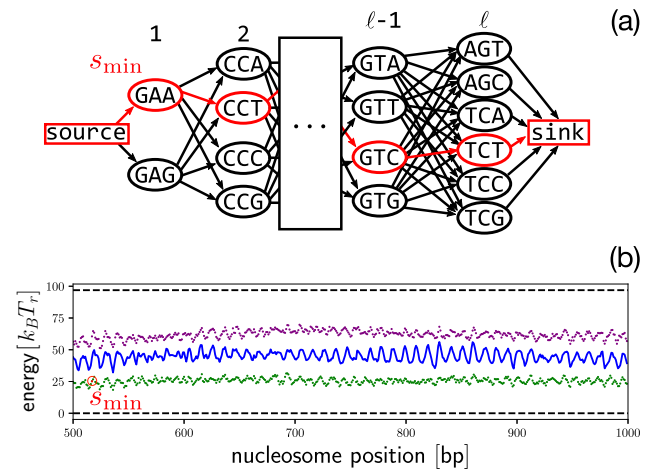 (a)
1 2 ℓ-1 ℓ
s_min
source
GAA
GAG
CCA
CCT
CCC
CCG
...
GTA
GTT
GTC
GTG
AGT
AGC
TCA
TCT
TCC
TCG
sink
(b)
energy [k_B T_r]
100
75
50
25
0
s_min
500 600 700 800 900 1000
nucleosome position [bp]